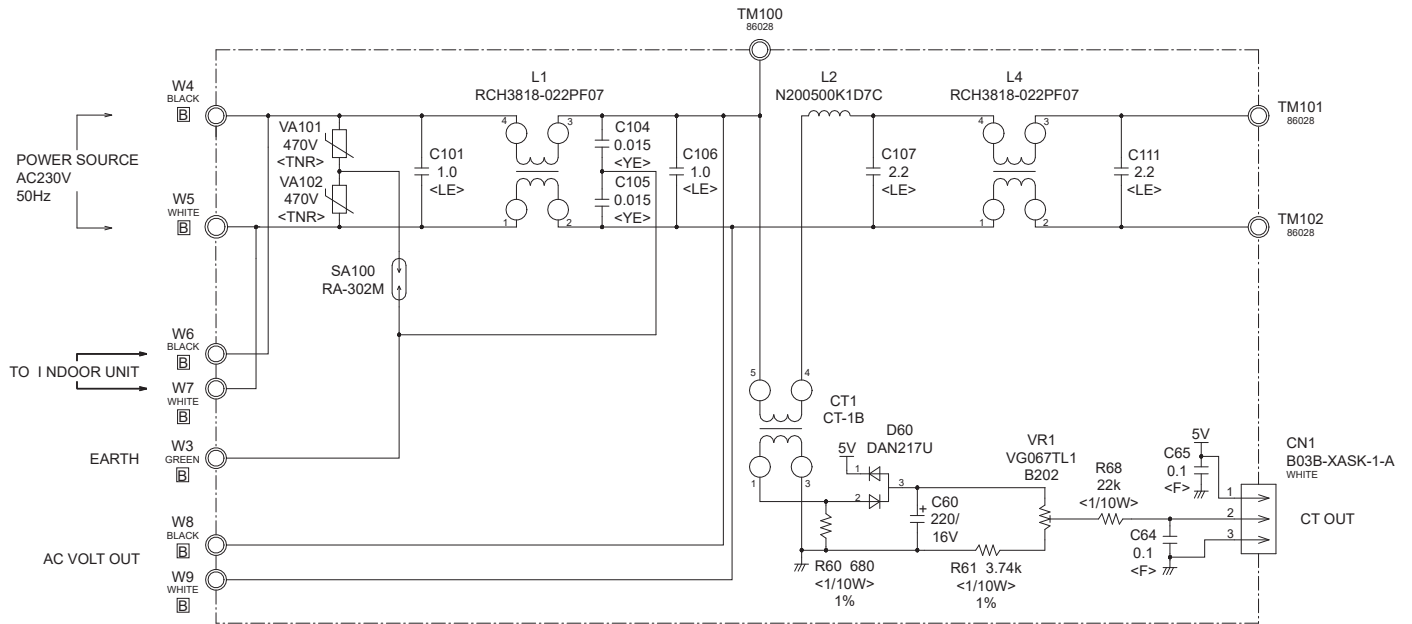 TM100
86028
W4
BLACK
B
L1
RCH3818-022PF07
L2
N200500K1D7C
L4
RCH3818-022PF07
TM101
86028
4
3
4
3
VA101
470V
<TNR>
C104
0.015
<YE>
C101
1.0
<LE>
C106
1.0
<LE>
C107
2.2
<LE>
C111
2.2
<LE>
POWER SOURCE
AC230V
50Hz
VA102
470V
<TNR>
C105
0.015
<YE>
W5
WHITE
B
1
2
1
2
TM102
86028
SA100
RA-302M
W6
BLACK
B
TO I NDOOR UNIT
W7
WHITE
B
5
4
CT1
CT-1B
1
3
EARTH
W3
GREEN
B
D60
DAN217U
5V
1
2
3
VR1
VG067TL1
B202
R68
22k
<1/10W>
5V
C65
0.1
<F>
CN1
B03B-XASK-1-A
WHITE
1
2
3
CT OUT
+
C60
220/
16V
C64
0.1
<F>
W8
BLACK
B
AC VOLT OUT
W9
WHITE
B
R60 680
<1/10W>
1%
R61 3.74k
<1/10W>
1%